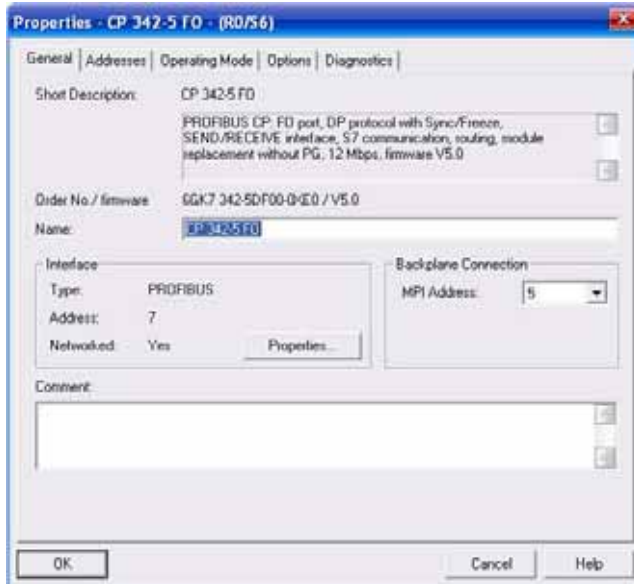 Properties - CP 342-5 FO - (R0/S6)
General Addresses Operating Mode Options Diagnostics
Short Description: CP 342-5 FO
PROFIBUS CP: FO port, DP protocol with Sync/Freeze,
SEND/RECEIVE interface, S7 communication, routing, module
replacement without PG, 12 Mbps, firmware V5.0
Order No./ firmware 6GK7 342-5DF00-0XE0 / V5.0
Name: CP 342-5 FO
Interface
Type: PROFIBUS
Address: 7
Networked: Yes Properties...
Backplane Connection
MPI Address: 5
Comment:
OK Cancel Help